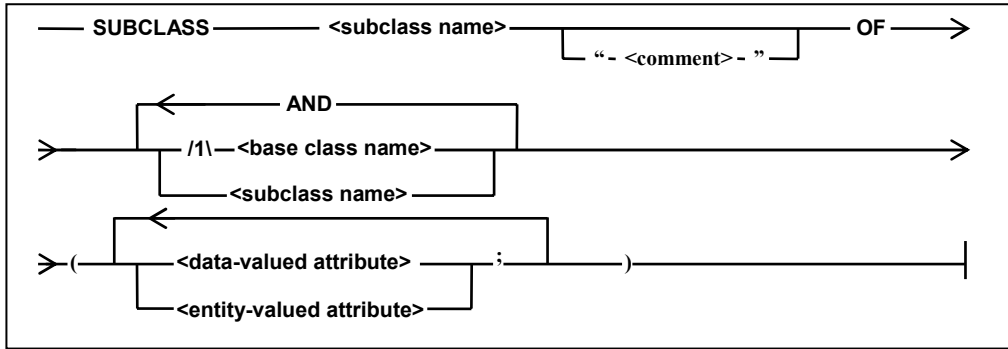 SUBCLASS <subclass name> OF
“ - <comment> - ”
AND
/1\ <base class name>
<subclass name>
( <data-valued attribute> ; )
<entity-valued attribute>